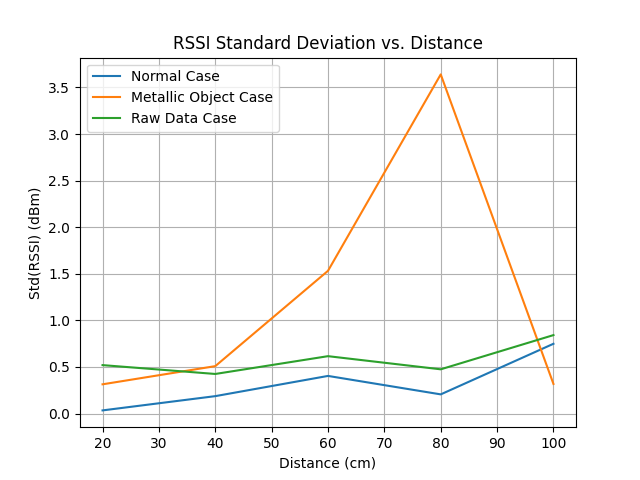 RSSI Standard Deviation vs. Distance
Normal Case
Metallic Object Case
Raw Data Case
Std(RSSI) (dBm)
3.5
3.0
2.5
2.0
1.5
1.0
0.5
0.0
20 30 40 50 60 70 80 90 100
Distance (cm)